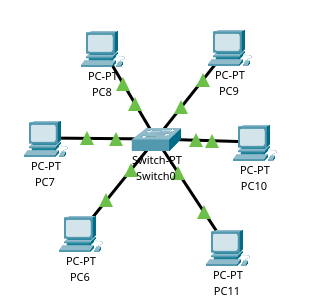 PC-PT
PC8
PC-PT
PC9
PC-PT
PC7
Switch-PT
Switch0
PC-PT
PC10
PC-PT
PC6
PC-PT
PC11